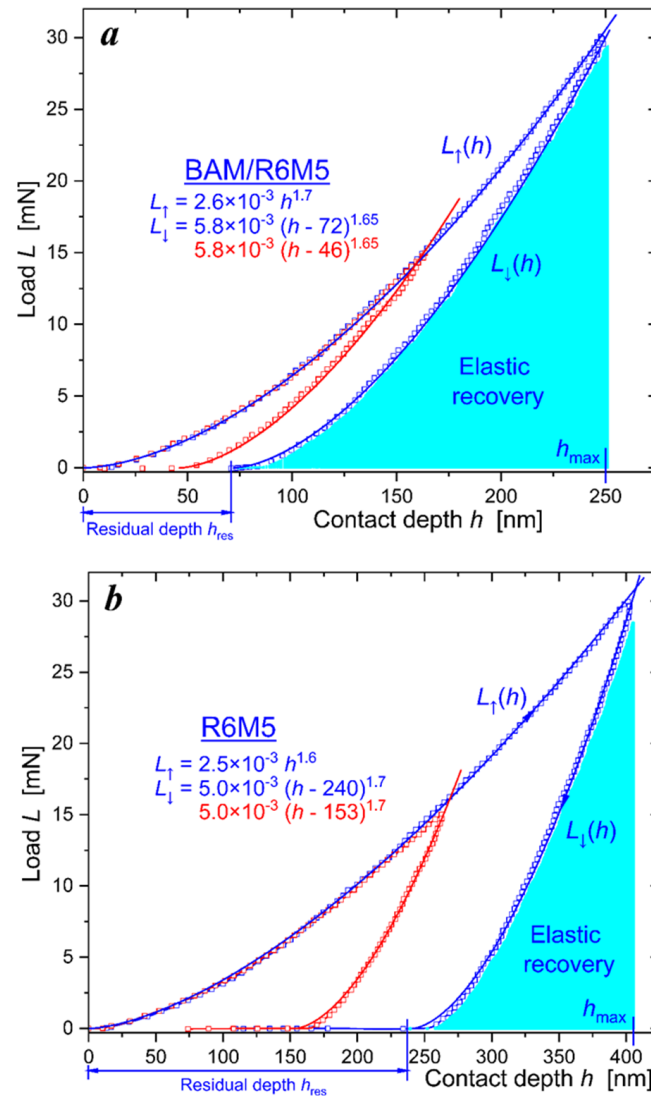 a
30
25
20
15
10
5
0
Load L [mN]
BAM/R6M5
L↑ = 2.6×10⁻³ h¹·⁷
L↓ = 5.8×10⁻³ (h - 72)¹·⁶⁵
5.8×10⁻³ (h - 46)¹·⁶⁵
L↑(h)
L↓(h)
Elastic
recovery
hmax
0 50 100 150 200 250
Residual depth hres
Contact depth h [nm]
b
30
25
20
15
10
5
0
Load L [mN]
R6M5
L↑ = 2.5×10⁻³ h¹·⁶
L↓ = 5.0×10⁻³ (h - 240)¹·⁷
5.0×10⁻³ (h - 153)¹·⁷
L↑(h)
L↓(h)
Elastic
recovery
hmax
0 50 100 150 200 250 300 350 400
Residual depth hres
Contact depth h [nm]